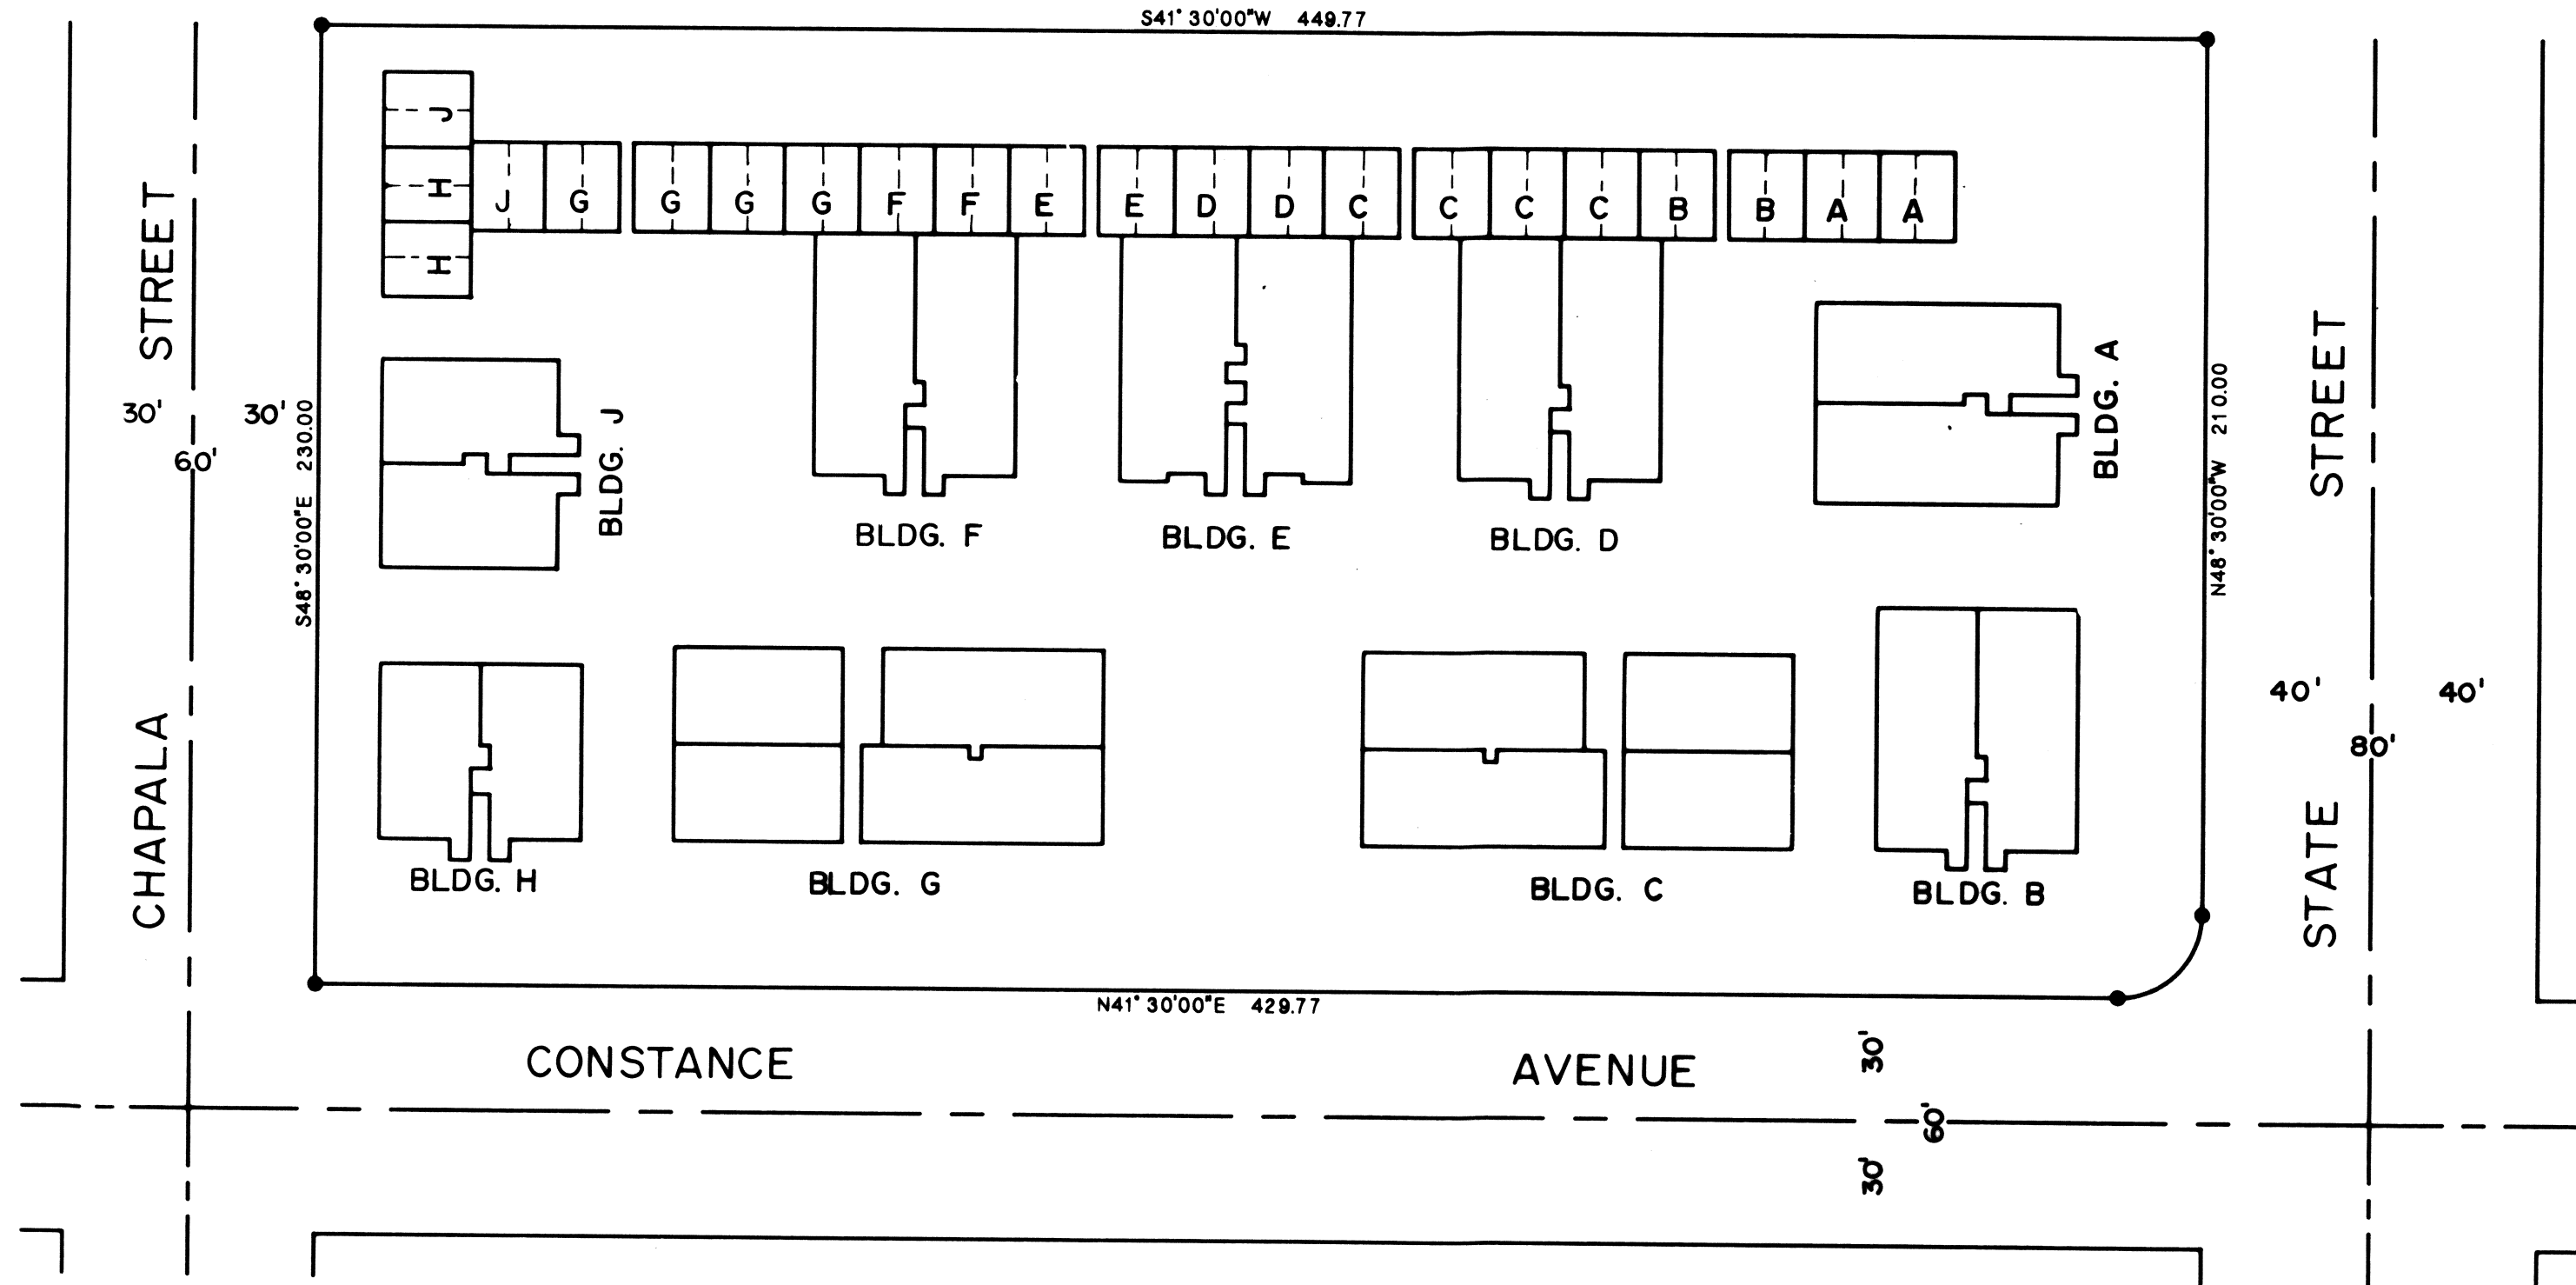 S41°30'00"W 449.77
J
H
H
J G
G G G F F E
E D D C
C C C B
B A A
CHAPALA STREET
30' 30'
60'
S48°30'00"E 230.00
BLDG. J
BLDG. F
BLDG. E
BLDG. D
BLDG. A
N48°30'00"W 210.00
STATE STREET
40' 40'
80'
BLDG. H
BLDG. G
BLDG. C
BLDG. B
N41°30'00"E 429.77
CONSTANCE AVENUE
30'
60'
30'